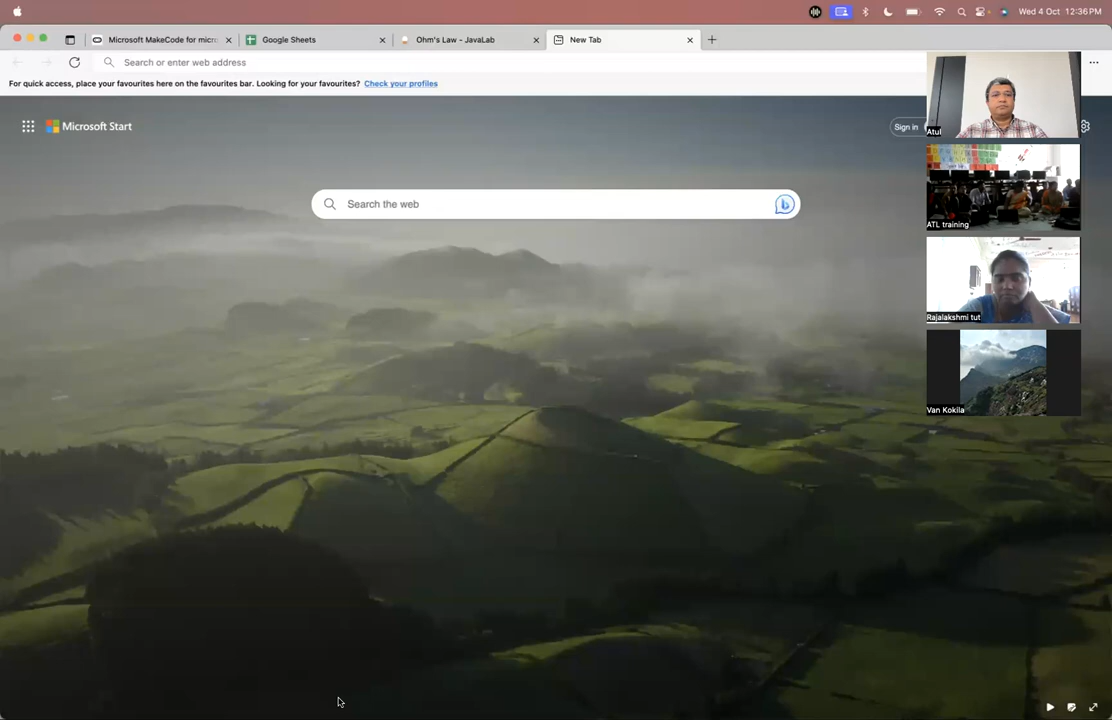 Wed 4 Oct 12:36PM
Microsoft MakeCode for micr
Google Sheets
Ohm's Law - JavaLab
New Tab
Search or enter web address
For quick access, place your favourites here on the favourites bar. Looking for your favourites? Check your profiles
Microsoft Start
Sign in
Search the web
Atul
ATL training
Rajalakshmi tut
Van Kokila